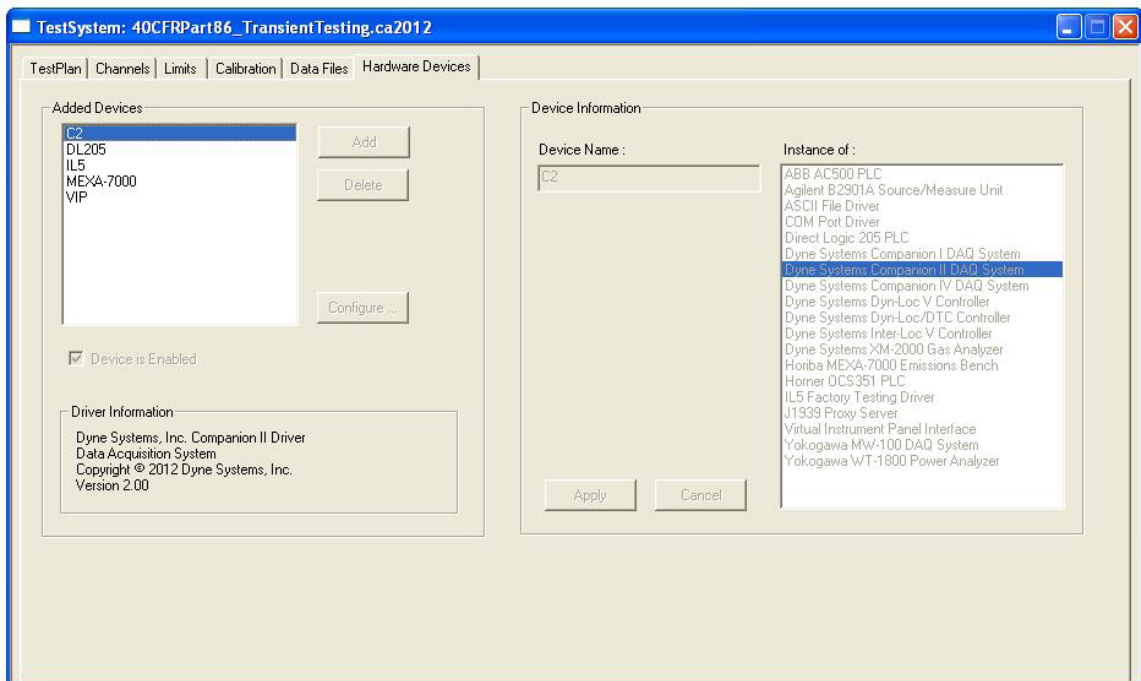 TestSystem: 40CFRPart86_TransientTesting.ca2012
TestPlan
Channels
Limits
Calibration
Data Files
Hardware Devices
Added Devices
C2
DL205
IL5
MEXA-7000
VIP
Add
Delete
Configure ...
Device is Enabled
Driver Information
Dyne Systems, Inc. Companion II Driver
Data Acquisition System
Copyright © 2012 Dyne Systems, Inc.
Version 2.00
Device Information
Device Name :
C2
Instance of :
ABB AC500 PLC
Agilent B2901A Source/Measure Unit
ASCII File Driver
COM Port Driver
Direct Logic 205 PLC
Dyne Systems Companion I DAQ System
Dyne Systems Companion II DAQ System
Dyne Systems Companion IV DAQ System
Dyne Systems Dyn-Loc V Controller
Dyne Systems Dyn-Loc/DTC Controller
Dyne Systems Inter-Loc V Controller
Dyne Systems XM-2000 Gas Analyzer
Horiba MEXA-7000 Emissions Bench
Horner OCS351 PLC
IL5 Factory Testing Driver
J1939 Proxy Server
Virtual Instrument Panel Interface
Yokogawa MW-100 DAQ System
Yokogawa WT-1800 Power Analyzer
Apply
Cancel